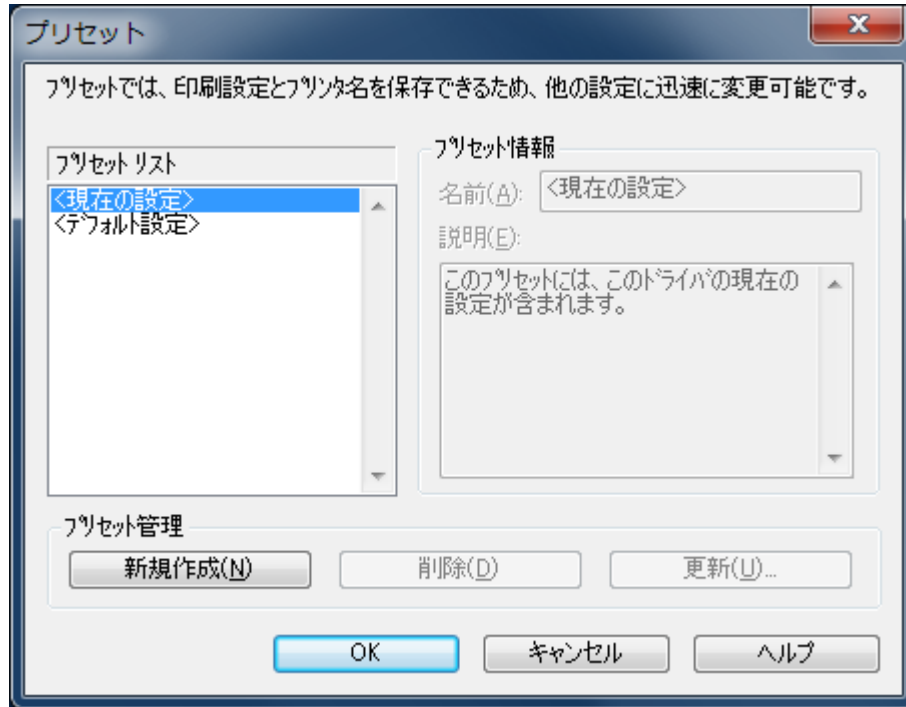 プリセット
プリセットでは、印刷設定とプリンタ名を保存できるため、他の設定に迅速に変更可能です。
プリセット リスト
<現在の設定>
<デフォルト設定>
プリセット情報
名前(A): <現在の設定>
説明(E):
このプリセットには、このドライバの現在の
設定が含まれます。
プリセット管理
新規作成(N) 削除(D) 更新(U)...
OK キャンセル ヘルプ